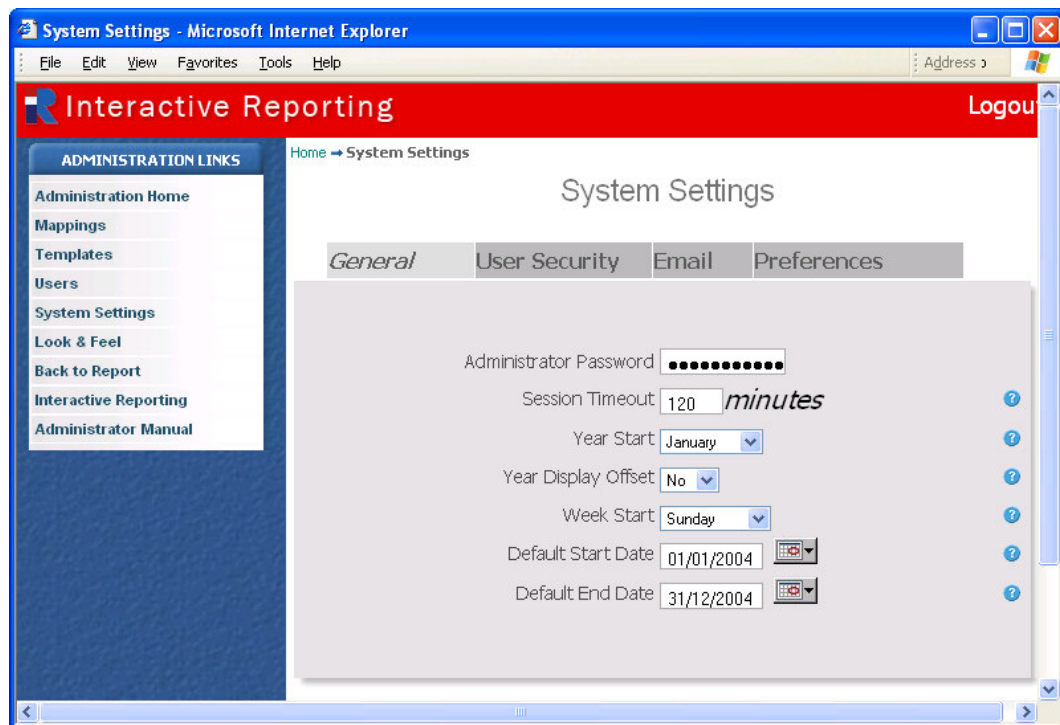 System Settings - Microsoft Internet Explorer
File Edit View Favorites Tools Help Address
Interactive Reporting Logou
ADMINISTRATION LINKS
Administration Home
Mappings
Templates
Users
System Settings
Look & Feel
Back to Report
Interactive Reporting
Administrator Manual
Home → System Settings
System Settings
General User Security Email Preferences
Administrator Password ●●●●●●●●●●●
Session Timeout 120 minutes ?
Year Start January ?
Year Display Offset No ?
Week Start Sunday ?
Default Start Date 01/01/2004 ?
Default End Date 31/12/2004 ?